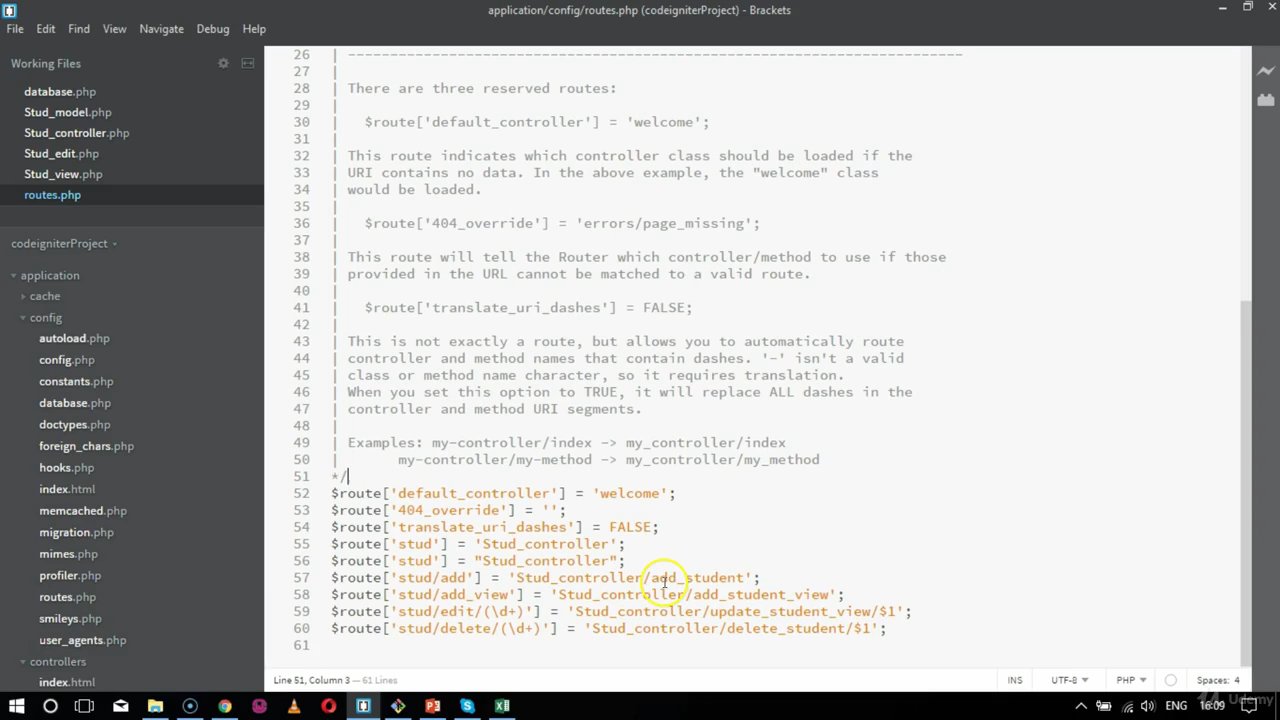 application/config/routes.php (codeigniterProject) - Brackets
File Edit Find View Navigate Debug Help
Working Files
database.php
Stud_model.php
Stud_controller.php
Stud_edit.php
Stud_view.php
routes.php
codeigniterProject
application
cache
config
autoload.php
config.php
constants.php
database.php
doctypes.php
foreign_chars.php
hooks.php
index.html
memcached.php
migration.php
mimes.php
profiler.php
routes.php
smileys.php
user_agents.php
controllers
index.html
26 | -------------------------------------------------------------------------
27 |
28 | There are three reserved routes:
29 |
30 | $route['default_controller'] = 'welcome';
31 |
32 | This route indicates which controller class should be loaded if the
33 | URI contains no data. In the above example, the "welcome" class
34 | would be loaded.
35 |
36 | $route['404_override'] = 'errors/page_missing';
37 |
38 | This route will tell the Router which controller/method to use if those
39 | provided in the URL cannot be matched to a valid route.
40 |
41 | $route['translate_uri_dashes'] = FALSE;
42 |
43 | This is not exactly a route, but allows you to automatically route
44 | controller and method names that contain dashes. '-' isn't a valid
45 | class or method name character, so it requires translation.
46 | When you set this option to TRUE, it will replace ALL dashes in the
47 | controller and method URI segments.
48 |
49 | Examples: my-controller/index -> my_controller/index
50 | my-controller/my-method -> my_controller/my_method
51 */
52 $route['default_controller'] = 'welcome';
53 $route['404_override'] = '';
54 $route['translate_uri_dashes'] = FALSE;
55 $route['stud'] = 'Stud_controller';
56 $route['stud'] = "Stud_controller";
57 $route['stud/add'] = 'Stud_controller/add_student';
58 $route['stud/add_view'] = 'Stud_controller/add_student_view';
59 $route['stud/edit/(\d+)'] = 'Stud_controller/update_student_view/$1';
60 $route['stud/delete/(\d+)'] = 'Stud_controller/delete_student/$1';
61
Line 51, Column 3 — 61 Lines
INS UTF-8 PHP Spaces: 4
ENG 16:09
Udemy